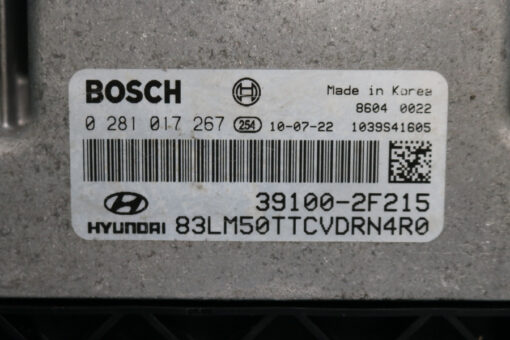 BOSCH
Made in Korea
8604 0022
0 281 017 267 254 10-07-22 1039S41605
39100-2F215
HYUNDAI 83LM50TTCVDRN4R0